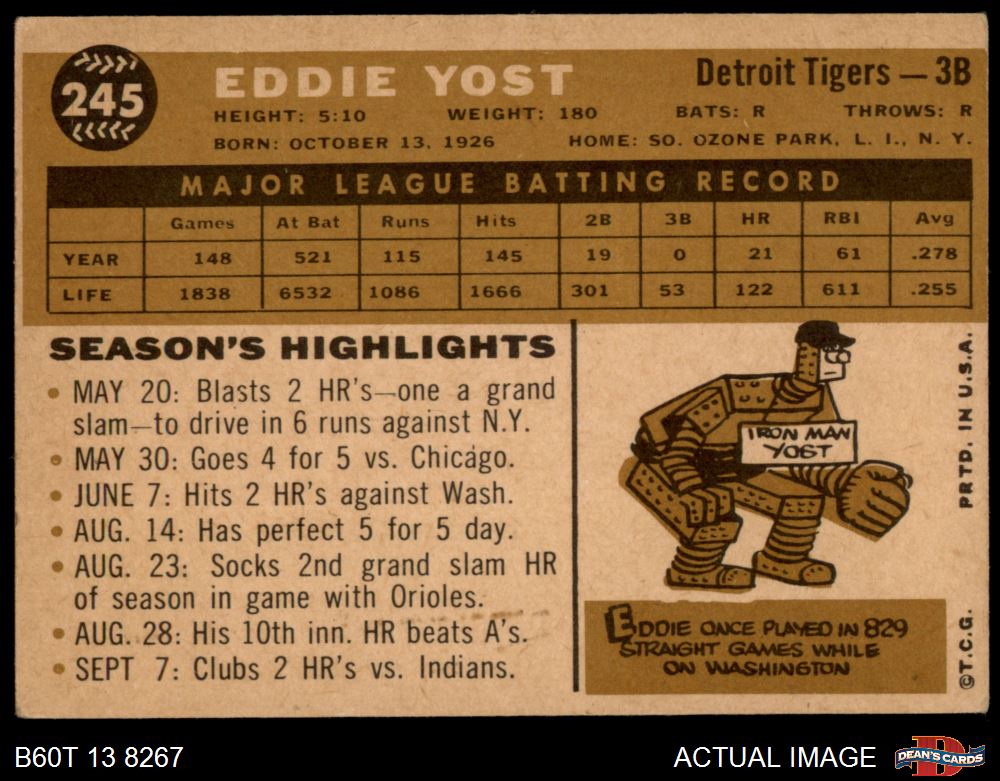 245
EDDIE YOST
Detroit Tigers — 3B
HEIGHT: 5:10 WEIGHT: 180 BATS: R THROWS: R
BORN: OCTOBER 13, 1926 HOME: SO. OZONE PARK, L. I., N. Y.
MAJOR LEAGUE BATTING RECORD
Games At Bat Runs Hits 2B 3B HR RBI Avg
YEAR 148 521 115 145 19 0 21 61 .278
LIFE 1838 6532 1086 1666 301 53 122 611 .255
SEASON'S HIGHLIGHTS
• MAY 20: Blasts 2 HR's—one a grand
slam—to drive in 6 runs against N.Y.
• MAY 30: Goes 4 for 5 vs. Chicago.
• JUNE 7: Hits 2 HR's against Wash.
• AUG. 14: Has perfect 5 for 5 day.
• AUG. 23: Socks 2nd grand slam HR
of season in game with Orioles.
• AUG. 28: His 10th inn. HR beats A's.
• SEPT 7: Clubs 2 HR's vs. Indians.
IRON MAN
YOST
EDDIE ONCE PLAYED IN 829
STRAIGHT GAMES WHILE
ON WASHINGTON
PRTD. IN U.S.A.
©T.C.G.
B60T 13 8267
ACTUAL IMAGE
D
DEAN'S CARDS